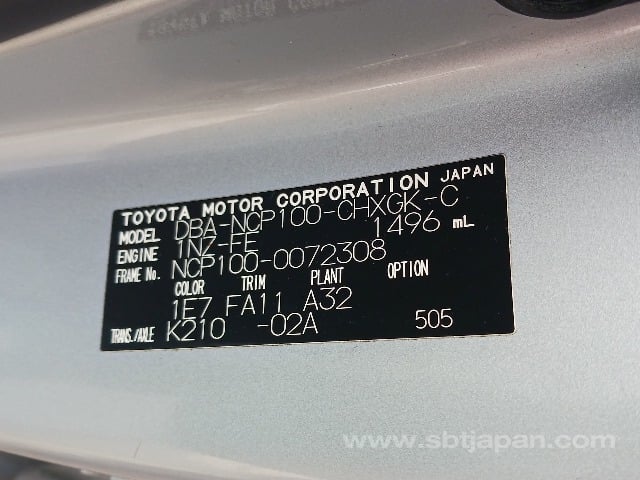 TOYOTA MOTOR CORPORATION JAPAN
MODEL DBA-NCP100-CHXGK-C
ENGINE 1NZ-FE 1496 mL
FRAME No. NCP100-0072308
COLOR TRIM PLANT OPTION
1E7 FA11 A32
TRANS./AXLE K210 -02A 505
www.sbtjapan.com